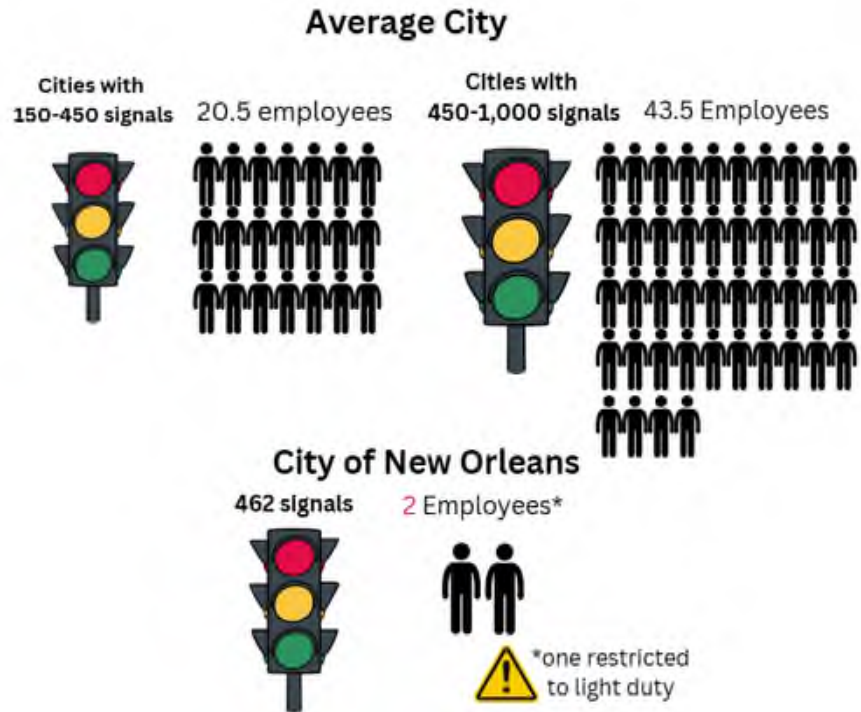 Average City
Cities with
150-450 signals
20.5 employees
Cities with
450-1,000 signals
43.5 Employees
City of New Orleans
462 signals
2 Employees*
*one restricted
to light duty